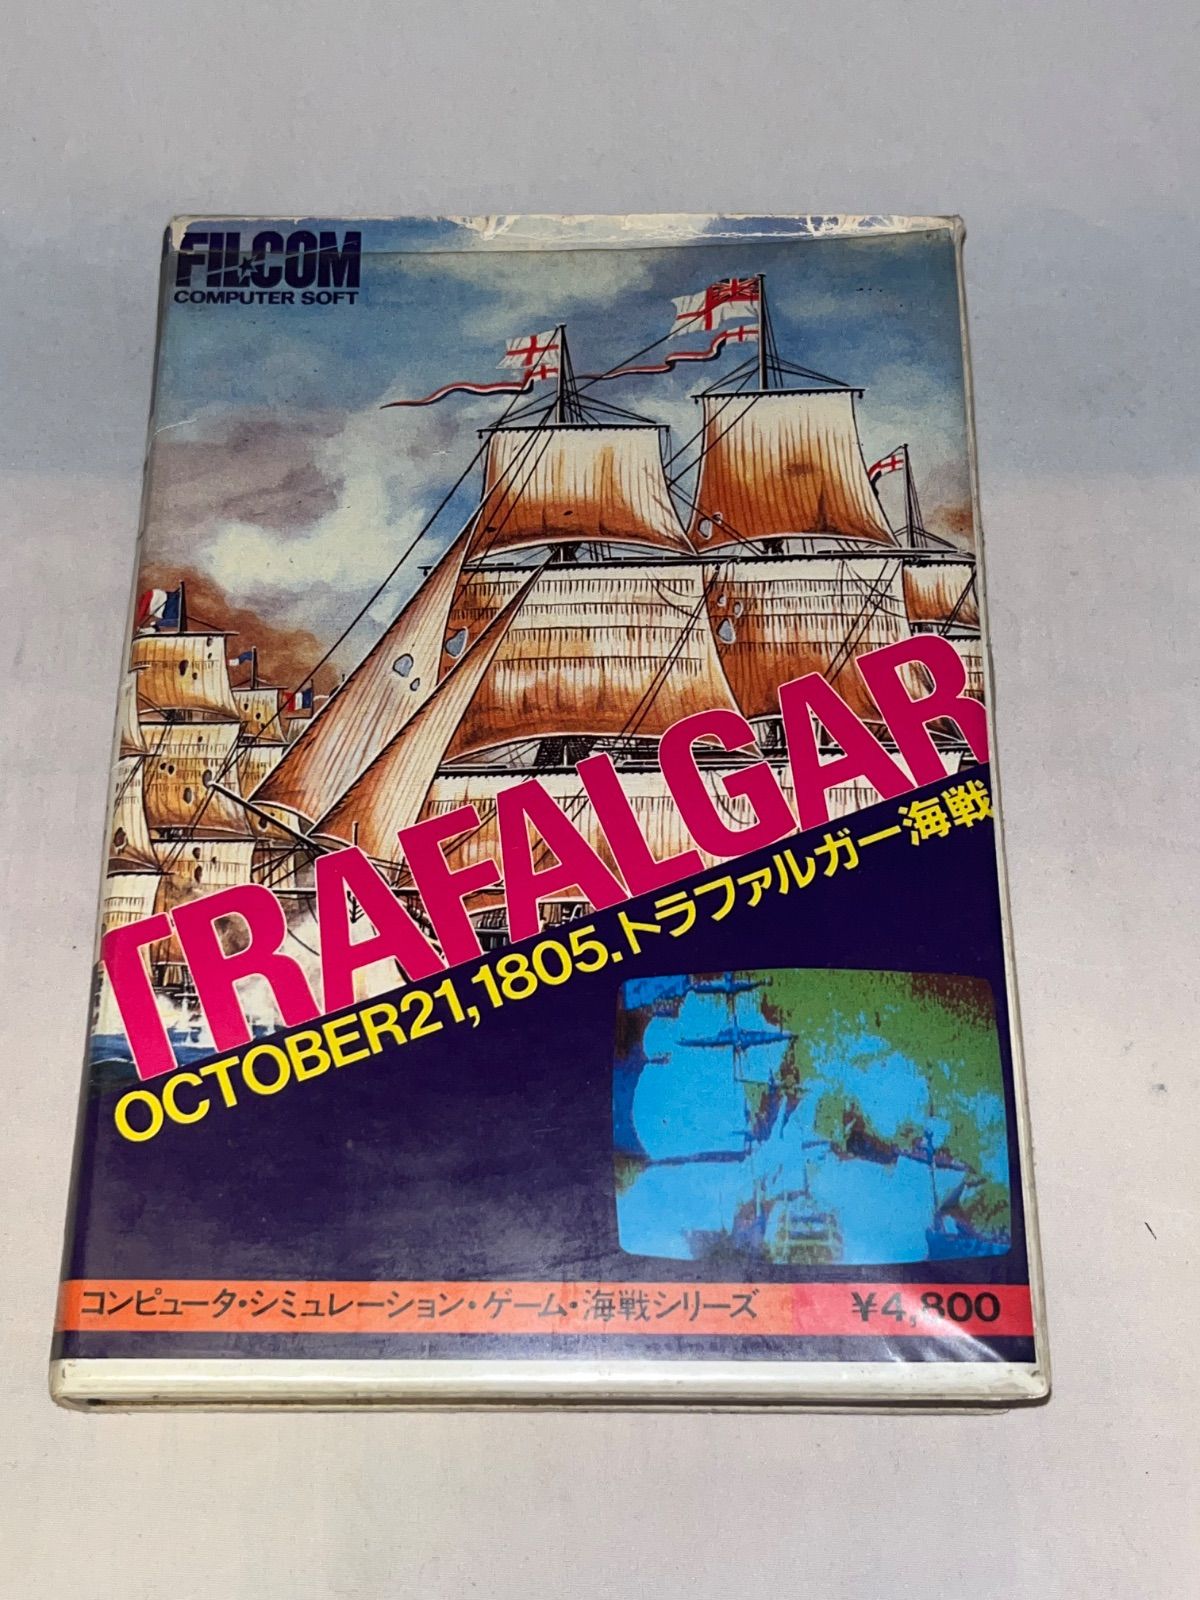 FILCOM
COMPUTER SOFT
TRAFALGAR
OCTOBER21,1805.トラファルガー海戦
コンピュータ・シミュレーション・ゲーム・海戦シリーズ ¥4,800